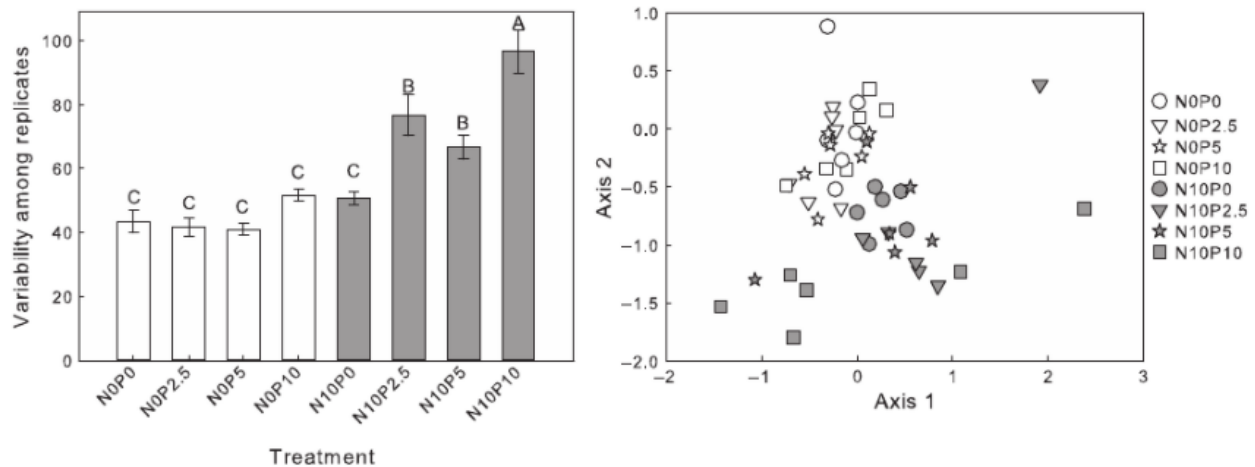 Variability among replicates
100
80
60
40
20
0
C
C
C
C
C
B
B
A
N0P0
N0P2.5
N0P5
N0P10
N10P0
N10P2.5
N10P5
N10P10
Treatment
Axis 2
1.0
0.5
0.0
−0.5
−1.0
−1.5
−2.0
−2
−1
0
1
2
3
Axis 1
N0P0
N0P2.5
N0P5
N0P10
N10P0
N10P2.5
N10P5
N10P10